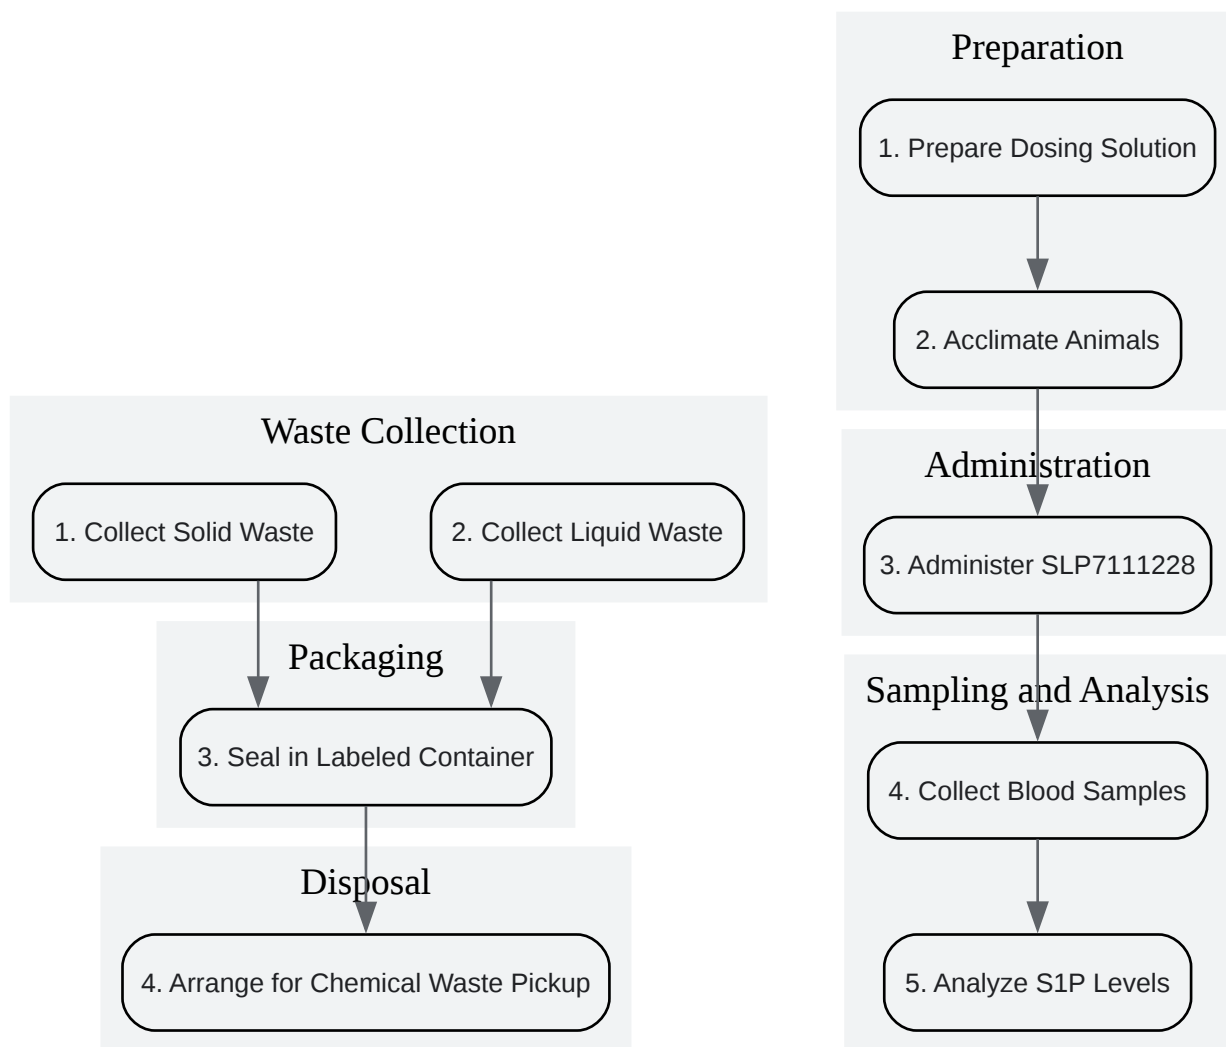 Preparation
1. Prepare Dosing Solution
2. Acclimate Animals
Administration
3. Administer SLP7111228
Sampling and Analysis
4. Collect Blood Samples
5. Analyze S1P Levels
Waste Collection
1. Collect Solid Waste
2. Collect Liquid Waste
Packaging
3. Seal in Labeled Container
Disposal
4. Arrange for Chemical Waste Pickup